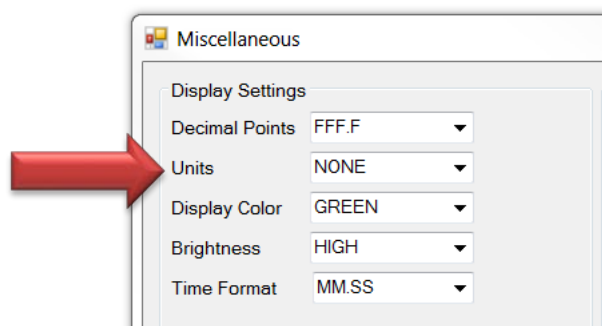 Miscellaneous
Display Settings
Decimal Points FFF.F
Units NONE
Display Color GREEN
Brightness HIGH
Time Format MM.SS